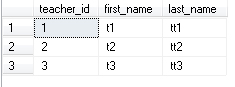 teacher_id first_name last_name
1 1 t1 tt1
2 2 t2 tt2
3 3 t3 tt3